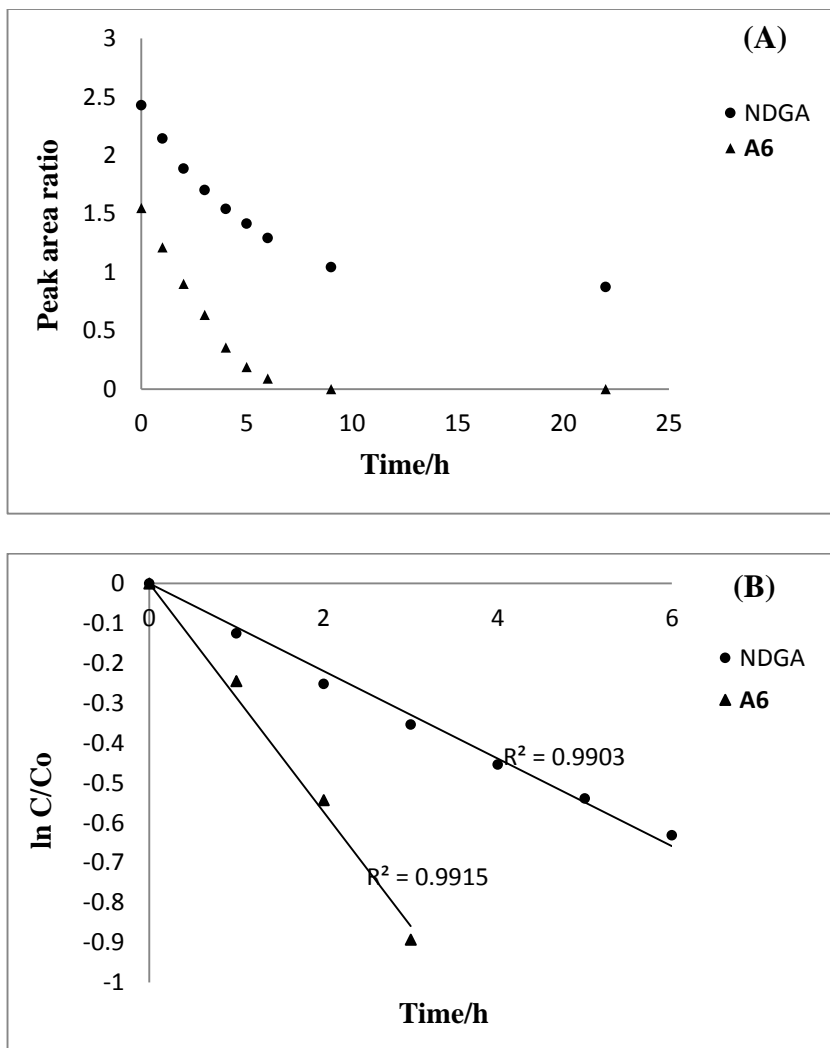 (A)
3
2.5
2
1.5
1
0.5
0
Peak area ratio
NDGA
A6
0 5 10 15 20 25
Time/h
(B)
0
-0.1
-0.2
-0.3
-0.4
-0.5
-0.6
-0.7
-0.8
-0.9
-1
ln C/Co
0 2 4 6
NDGA
A6
R² = 0.9903
R² = 0.9915
Time/h